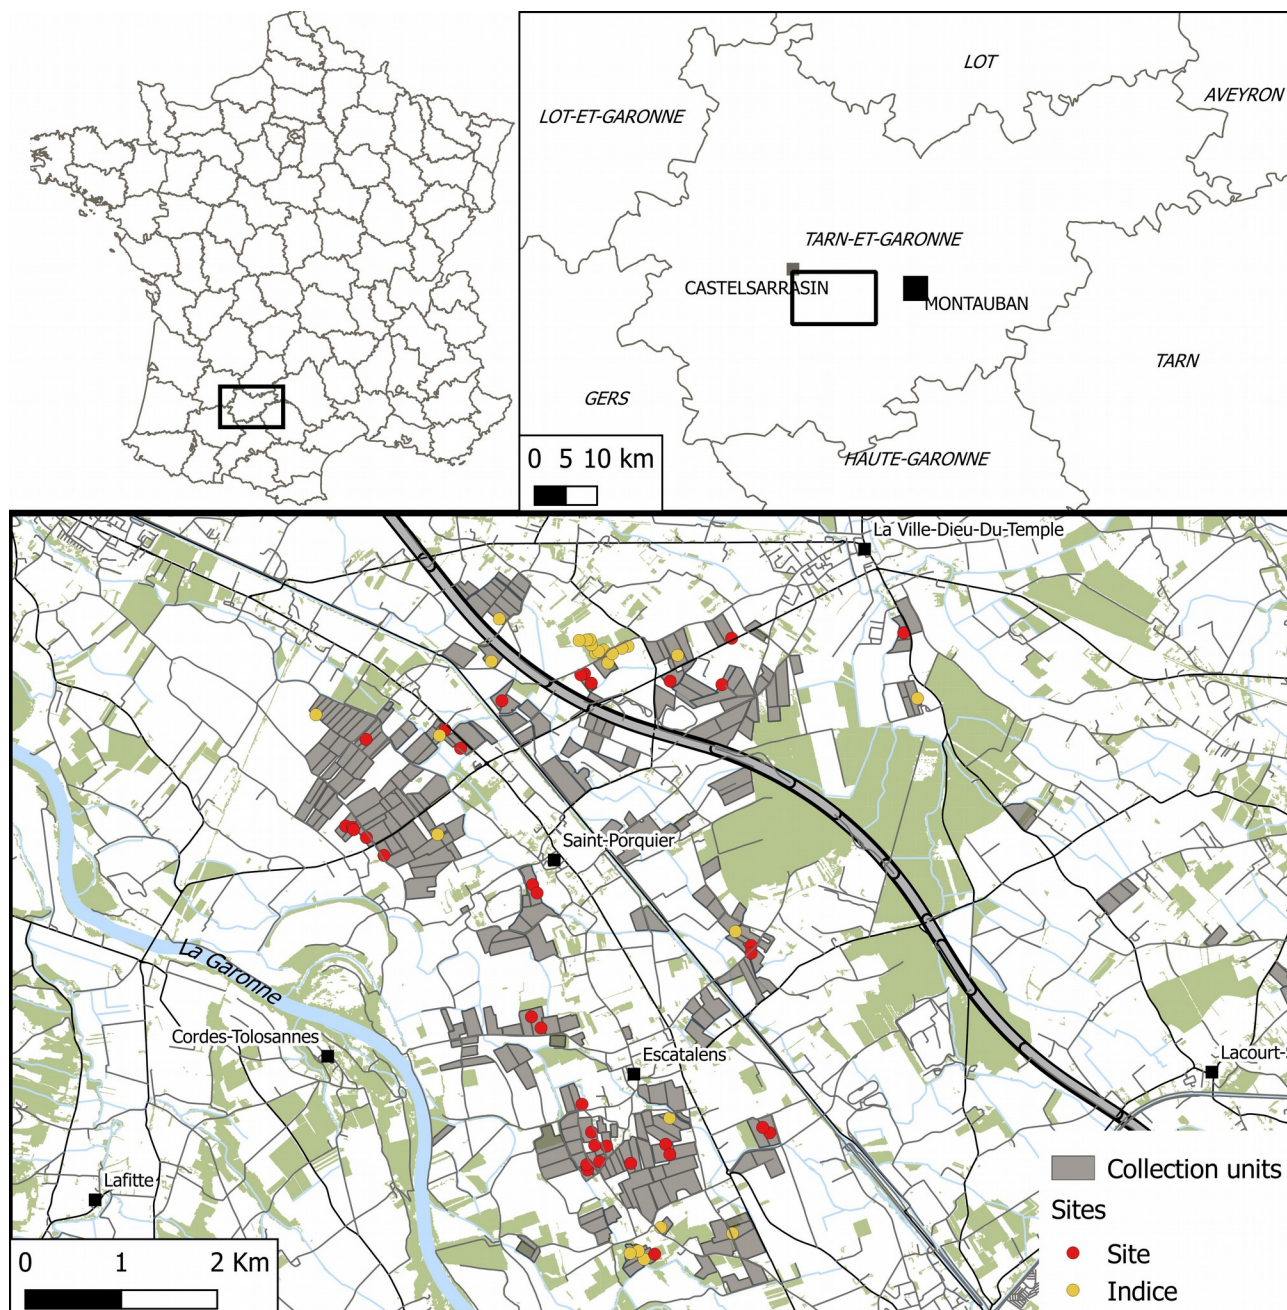 LOT
AVEYRON
LOT-ET-GARONNE
TARN-ET-GARONNE
CASTELSARRASIN
MONTAUBAN
TARN
GERS
HAUTE-GARONNE
0 5 10 km
La Ville-Dieu-Du-Temple
Saint-Porquier
La Garonne
Cordes-Tolosannes
Escatalens
Lacourt-S
Lafitte
Collection units
Sites
Site
Indice
0 1 2 Km